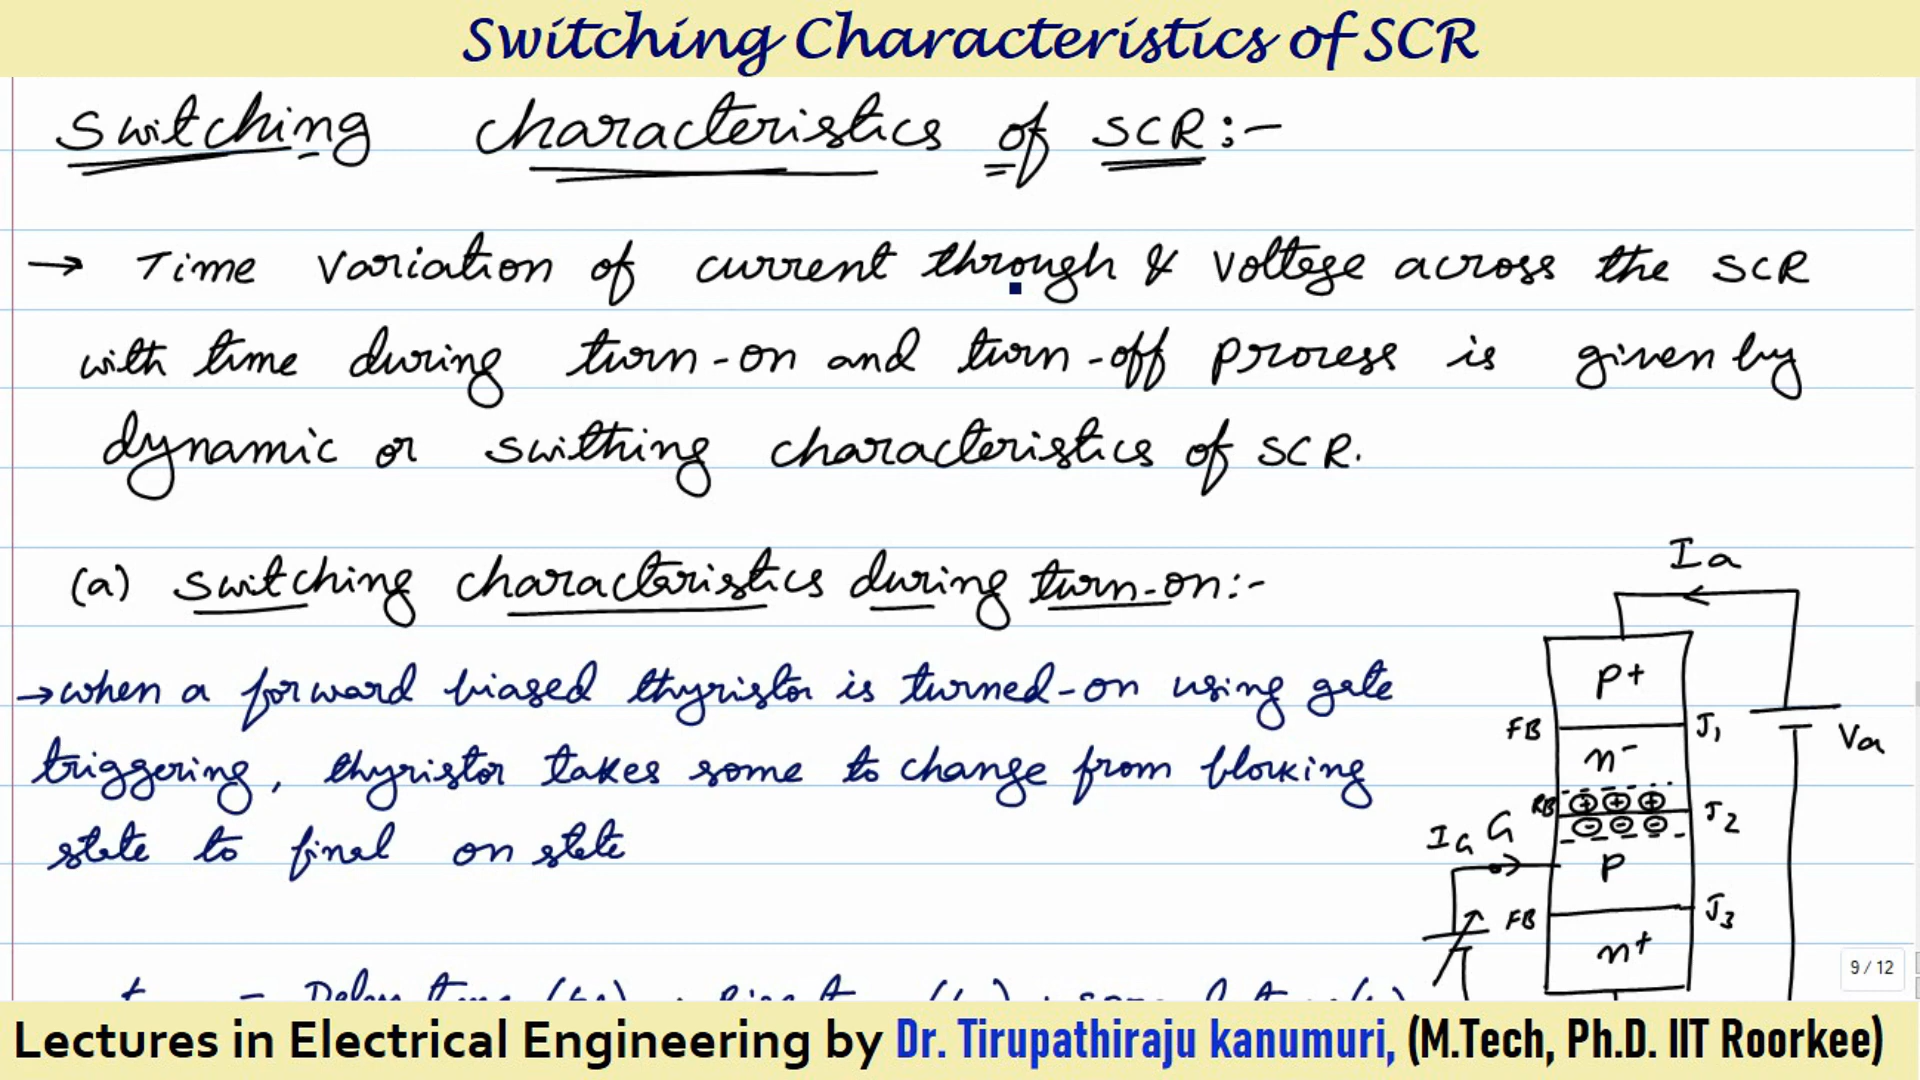 Switching Characteristics of SCR
Switching characteristics of SCR:-
→ Time variation of current through & voltage across the SCR
with time during turn-on and turn-off process is given by
dynamic or swithing characteristics of SCR.
(a) switching characteristics during turn-on:-
→ when a forward biased thyristor is turned-on using gate
triggering, thyristor takes some to change from blocking
state to final on state
Ia
P+
FB J1
n-
Va
RB + + + J2
- - -
IG G
P
FB J3
n+
9 / 12
Lectures in Electrical Engineering by Dr. Tirupathiraju kanumuri, (M.Tech, Ph.D. IIT Roorkee)